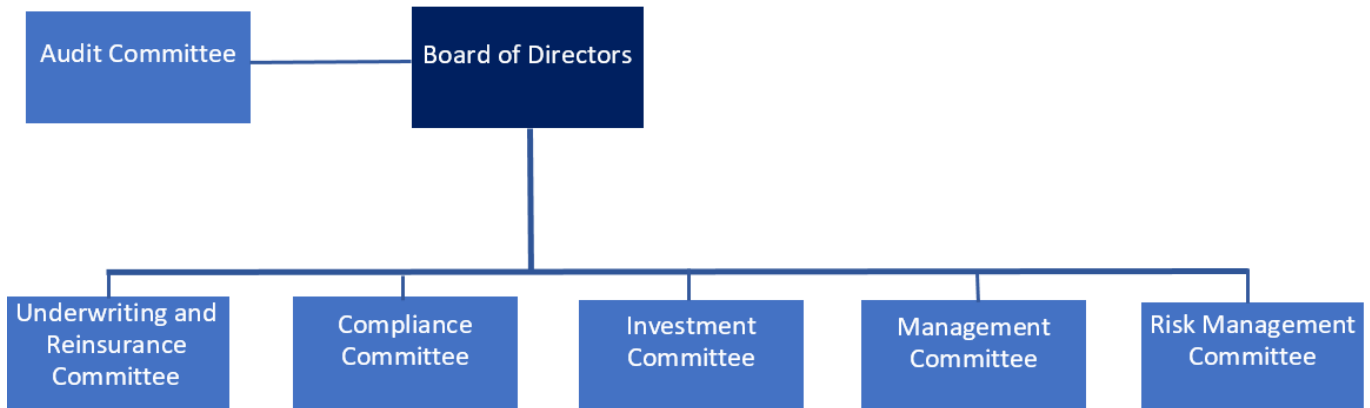 Audit Committee
Board of Directors
Underwriting and
Reinsurance
Committee
Compliance
Committee
Investment
Committee
Management
Committee
Risk Management
Committee